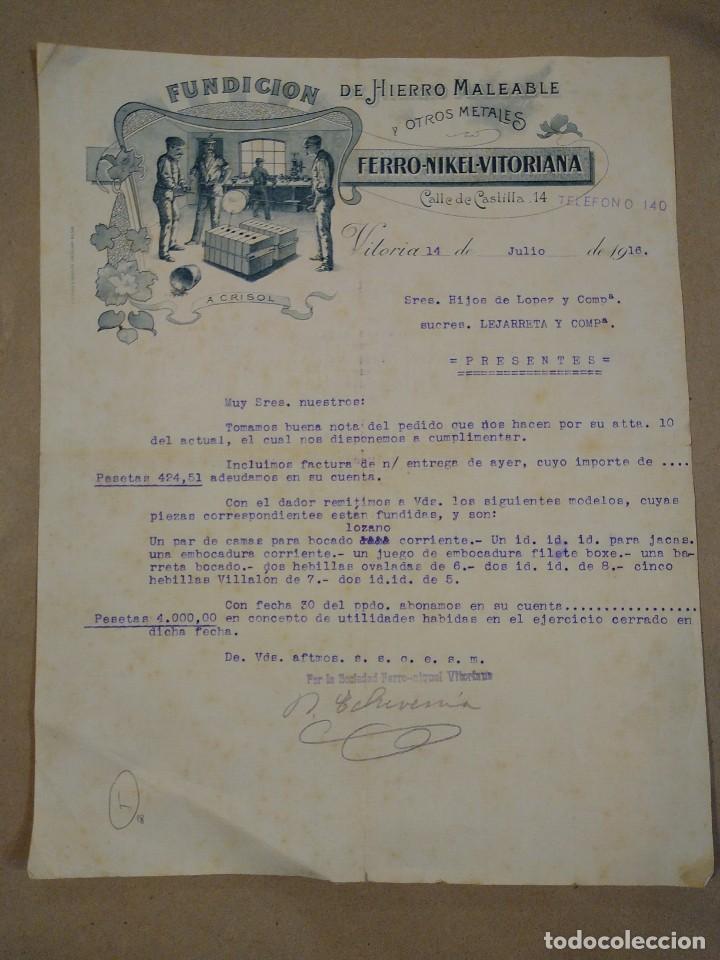 FUNDICION DE HIERRO MALEABLE
Y OTROS METALES
FERRO-NIKEL-VITORIANA
Calle de Castilla, 14 TELEFONO 140
A CRISOL
Vitoria 14 de Julio de 1916.
Sres. Hijos de Lopez y Compª.
sucres. LEJARRETA Y COMPª.
= P R E S E N T E S =
Muy Sres. nuestros:
Tomamos buena nota del pedido que nos hacen por su atta. 10
del actual, el cual nos disponemos a cumplimentar.
Incluimos factura de n/ entrega de ayer, cuyo importe de ....
Pesetas 424,51 adeudamos en su cuenta.
Con el dador remitimos a Vds. los siguientes modelos, cuyas
piezas correspondientes están fundidas, y son:
lozano
Un par de camas para bocado corriente.- Un id. id. id. para jacas.
una embocadura corriente.- un juego de embocadura filete boxe.- una ba-
rreta bocado.- dos hebillas ovaladas de 6.- dos id. id. de 8.- cinco
hebillas Villalón de 7.- dos id.id. de 5.
Con fecha 30 del ppdo. abonamos en su cuenta.................
Pesetas 4.000,00 en concepto de utilidades habidas en el ejercicio cerrado en
dicha fecha.
De. Vds. aftmos. s. s. q. e. s. m.
Por la Sociedad Ferro-niquel Vitoriana
Echeverria
18
todocoleccion.net